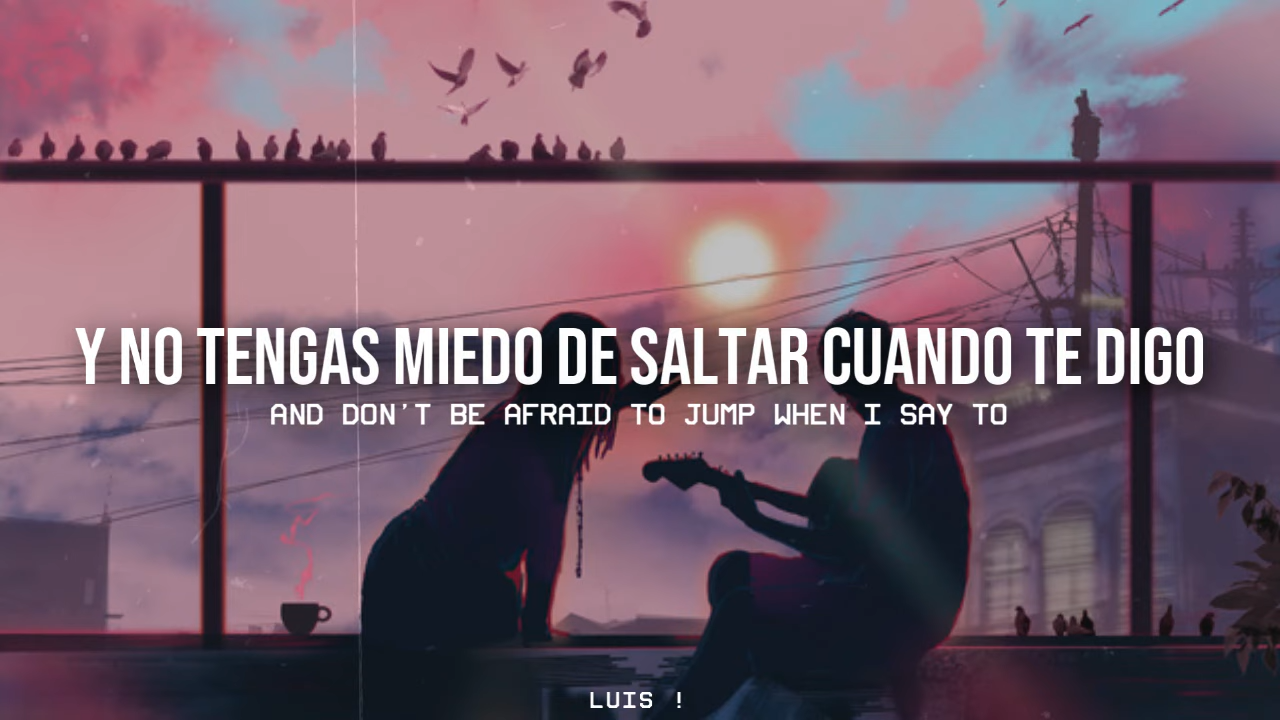 Y NO TENGAS MIEDO DE SALTAR CUANDO TE DIGO
AND DON'T BE AFRAID TO JUMP WHEN I SAY TO
LUIS !